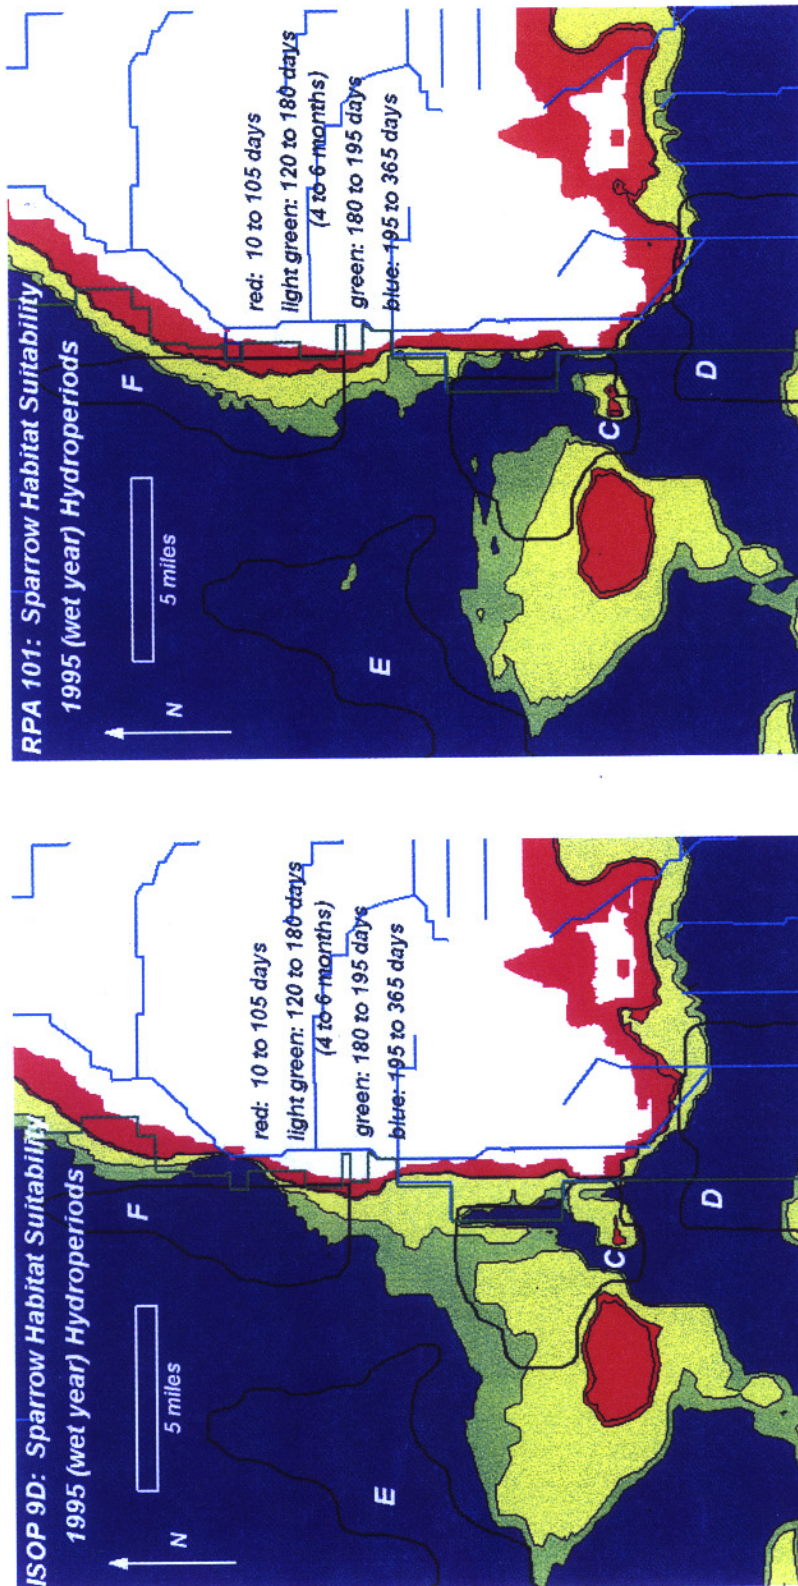 RPA 101: Sparrow Habitat Suitability
1995 (wet year) Hydroperiods
F
red: 10 to 105 days
light green: 120 to 180 days
(4 to 6 months)
green: 180 to 195 days
blue: 195 to 365 days
5 miles
N
E
C
D
ISOP 9D: Sparrow Habitat Suitability
1995 (wet year) Hydroperiods
F
red: 10 to 105 days
light green: 120 to 180 days
(4 to 6 months)
green: 180 to 195 days
blue: 195 to 365 days
5 miles
N
E
C
D